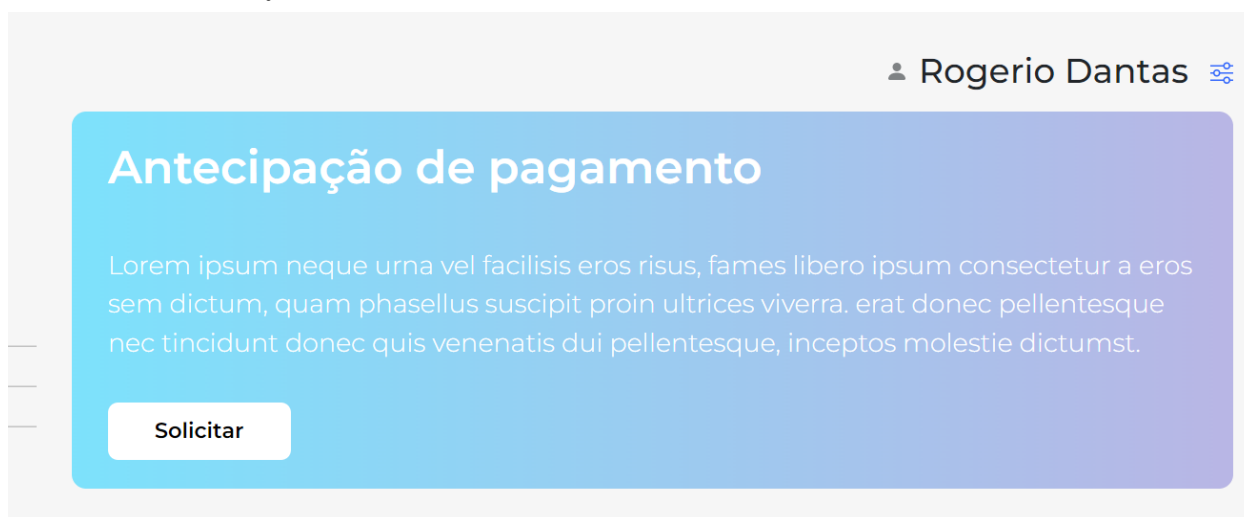 Rogerio Dantas
Antecipação de pagamento
Lorem ipsum neque urna vel facilisis eros risus, fames libero ipsum consectetur a eros
sem dictum, quam phasellus suscipit proin ultrices viverra. erat donec pellentesque
nec tincidunt donec quis venenatis dui pellentesque, inceptos molestie dictumst.
Solicitar